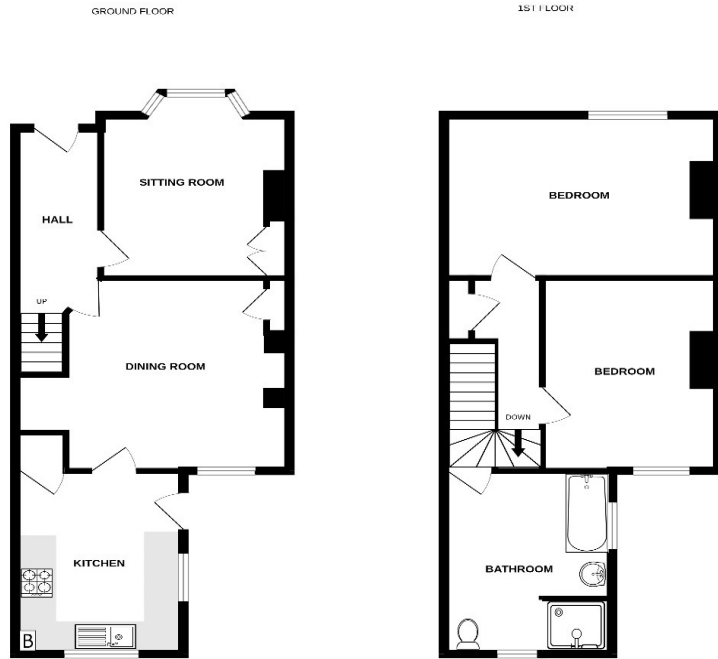 GROUND FLOOR
SITTING ROOM
HALL
UP
DINING ROOM
KITCHEN
B
1ST FLOOR
BEDROOM
BEDROOM
DOWN
BATHROOM